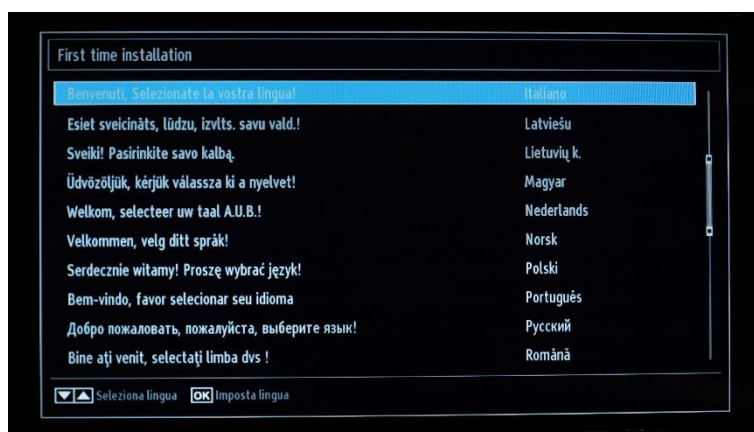 First time installation
Benvenuti, Selezionate la vostra lingua! Italiano
Esiet sveicināts, lūdzu, izvlts. savu vald.! Latviešu
Sveiki! Pasirinkite savo kalbą. Lietuvių k.
Üdvözöljük, kérjük válassza ki a nyelvet! Magyar
Welkom, selecteer uw taal A.U.B.! Nederlands
Velkommen, velg ditt språk! Norsk
Serdecznie witamy! Proszę wybrać język! Polski
Bem-vindo, favor selecionar seu idioma Português
Добро пожаловать, пожалуйста, выберите язык! Русский
Bine aţi venit, selectaţi limba dvs ! Română
Seleziona lingua OK Imposta lingua